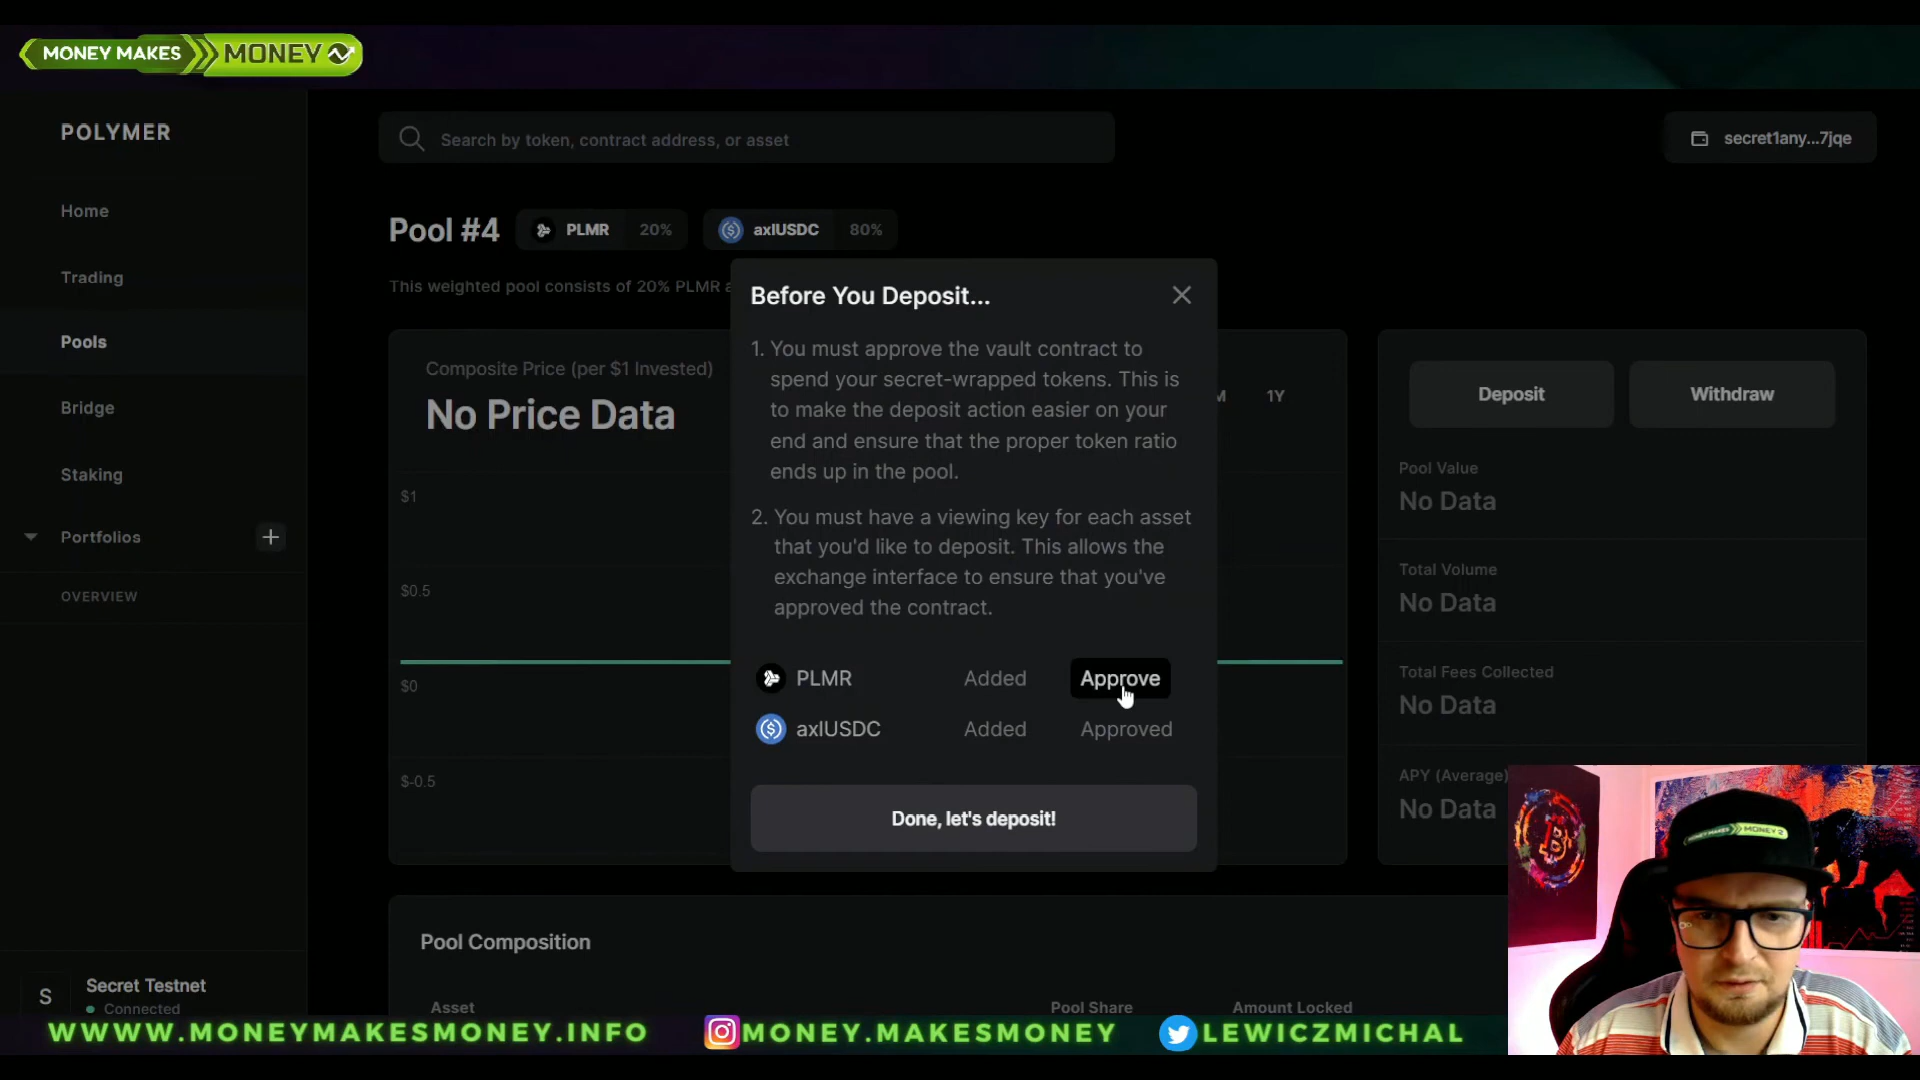 MONEY MAKES MONEY
POLYMER
Search by token, contract address, or asset
secret1any...7jqe
Home
Trading
Pools
Bridge
Staking
Portfolios
OVERVIEW
Pool #4 PLMR 20% axlUSDC 80%
This weighted pool consists of 20% PLMR
Composite Price (per $1 Invested)
No Price Data
1Y
$1
$0.5
$0
$-0.5
Before You Deposit...
1. You must approve the vault contract to
spend your secret-wrapped tokens. This is
to make the deposit action easier on your
end and ensure that the proper token ratio
ends up in the pool.
2. You must have a viewing key for each asset
that you'd like to deposit. This allows the
exchange interface to ensure that you've
approved the contract.
PLMR Added Approve
axlUSDC Added Approved
Done, let's deposit!
Deposit Withdraw
Pool Value
No Data
Total Volume
No Data
Total Fees Collected
No Data
APY (Average)
No Data
Pool Composition
Asset Pool Share Amount Locked
S Secret Testnet
Connected
MONEY MAKES MONEY
WWWW.MONEYMAKESMONEY.INFO MONEY.MAKESMONEY LEWICZMICHAL